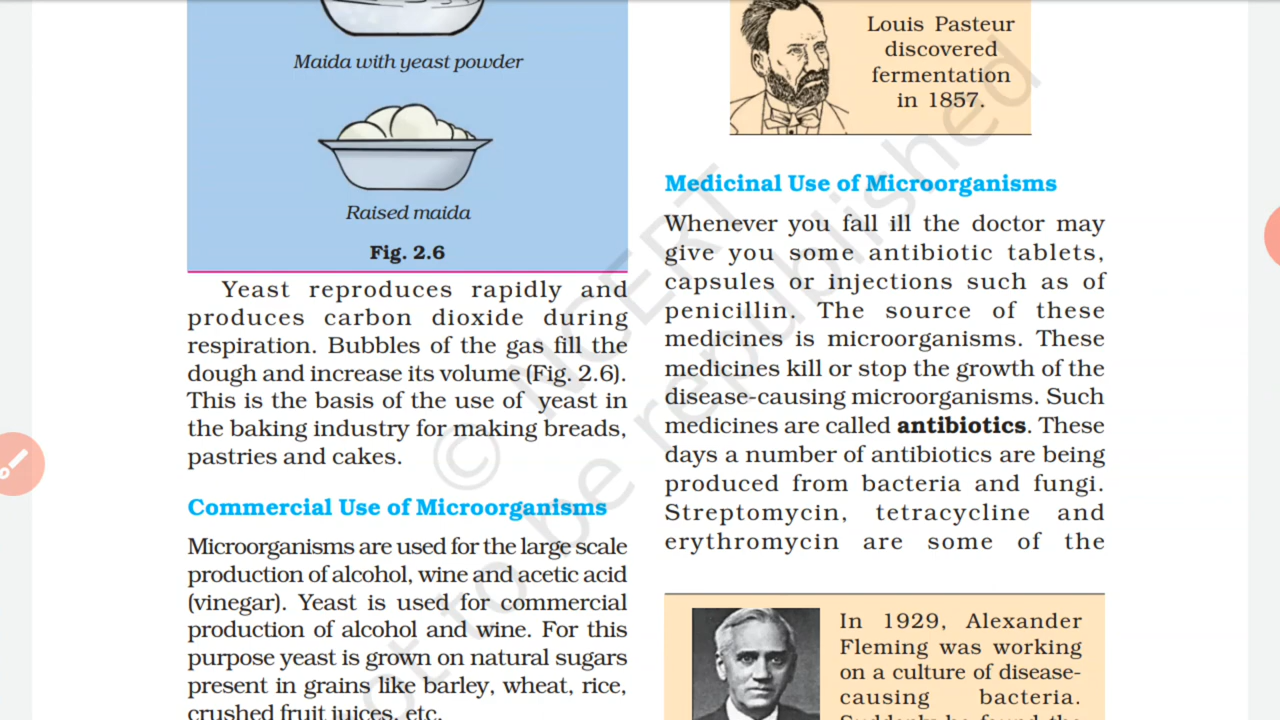 Maida with yeast powder
Raised maida
Fig. 2.6
Yeast reproduces rapidly and
produces carbon dioxide during
respiration. Bubbles of the gas fill the
dough and increase its volume (Fig. 2.6).
This is the basis of the use of yeast in
the baking industry for making breads,
pastries and cakes.
Commercial Use of Microorganisms
Microorganisms are used for the large scale
production of alcohol, wine and acetic acid
(vinegar). Yeast is used for commercial
production of alcohol and wine. For this
purpose yeast is grown on natural sugars
present in grains like barley, wheat, rice,
crushed fruit juices, etc.
Louis Pasteur
discovered
fermentation
in 1857.
Medicinal Use of Microorganisms
Whenever you fall ill the doctor may
give you some antibiotic tablets,
capsules or injections such as of
penicillin. The source of these
medicines is microorganisms. These
medicines kill or stop the growth of the
disease-causing microorganisms. Such
medicines are called antibiotics. These
days a number of antibiotics are being
produced from bacteria and fungi.
Streptomycin, tetracycline and
erythromycin are some of the
In 1929, Alexander
Fleming was working
on a culture of disease-
causing bacteria.
Suddenly he found the
© NCERT
not to be republished